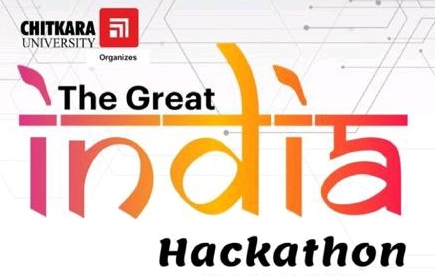 CHITKARA
UNIVERSITY
Organizes
The Great
india
Hackathon